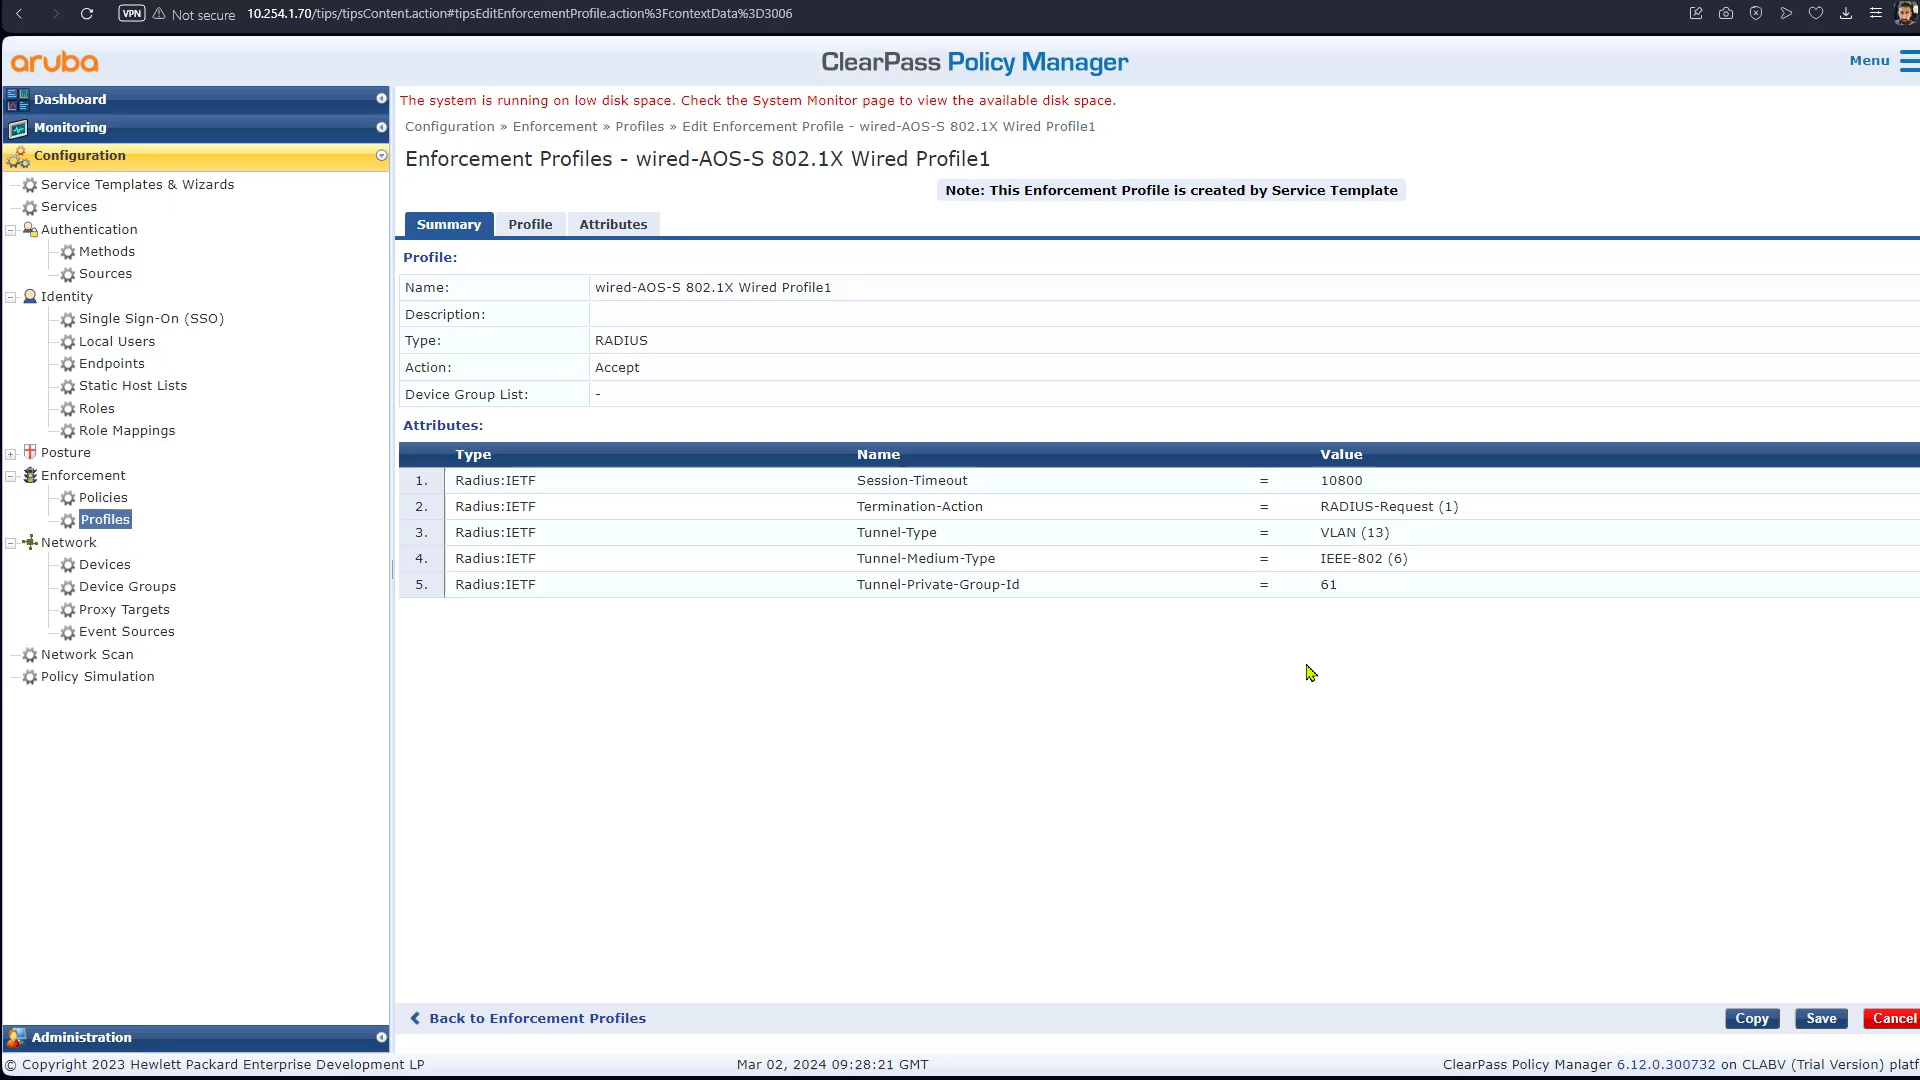 VPN Not secure 10.254.1.70/tips/tipsContent.action#tipsEditEnforcementProfile.action%3FcontextData%3D3006
aruba
ClearPass Policy Manager
Menu
Dashboard
Monitoring
Configuration
Service Templates & Wizards
Services
Authentication
Methods
Sources
Identity
Single Sign-On (SSO)
Local Users
Endpoints
Static Host Lists
Roles
Role Mappings
Posture
Enforcement
Policies
Profiles
Network
Devices
Device Groups
Proxy Targets
Event Sources
Network Scan
Policy Simulation
Administration
The system is running on low disk space. Check the System Monitor page to view the available disk space.
Configuration » Enforcement » Profiles » Edit Enforcement Profile - wired-AOS-S 802.1X Wired Profile1
Enforcement Profiles - wired-AOS-S 802.1X Wired Profile1
Note: This Enforcement Profile is created by Service Template
Summary Profile Attributes
Profile:
Name: wired-AOS-S 802.1X Wired Profile1
Description:
Type: RADIUS
Action: Accept
Device Group List: -
Attributes:
Type Name Value
1. Radius:IETF Session-Timeout = 10800
2. Radius:IETF Termination-Action = RADIUS-Request (1)
3. Radius:IETF Tunnel-Type = VLAN (13)
4. Radius:IETF Tunnel-Medium-Type = IEEE-802 (6)
5. Radius:IETF Tunnel-Private-Group-Id = 61
Back to Enforcement Profiles Copy Save Cancel
© Copyright 2023 Hewlett Packard Enterprise Development LP Mar 02, 2024 09:28:21 GMT ClearPass Policy Manager 6.12.0.300732 on CLABV (Trial Version) platf